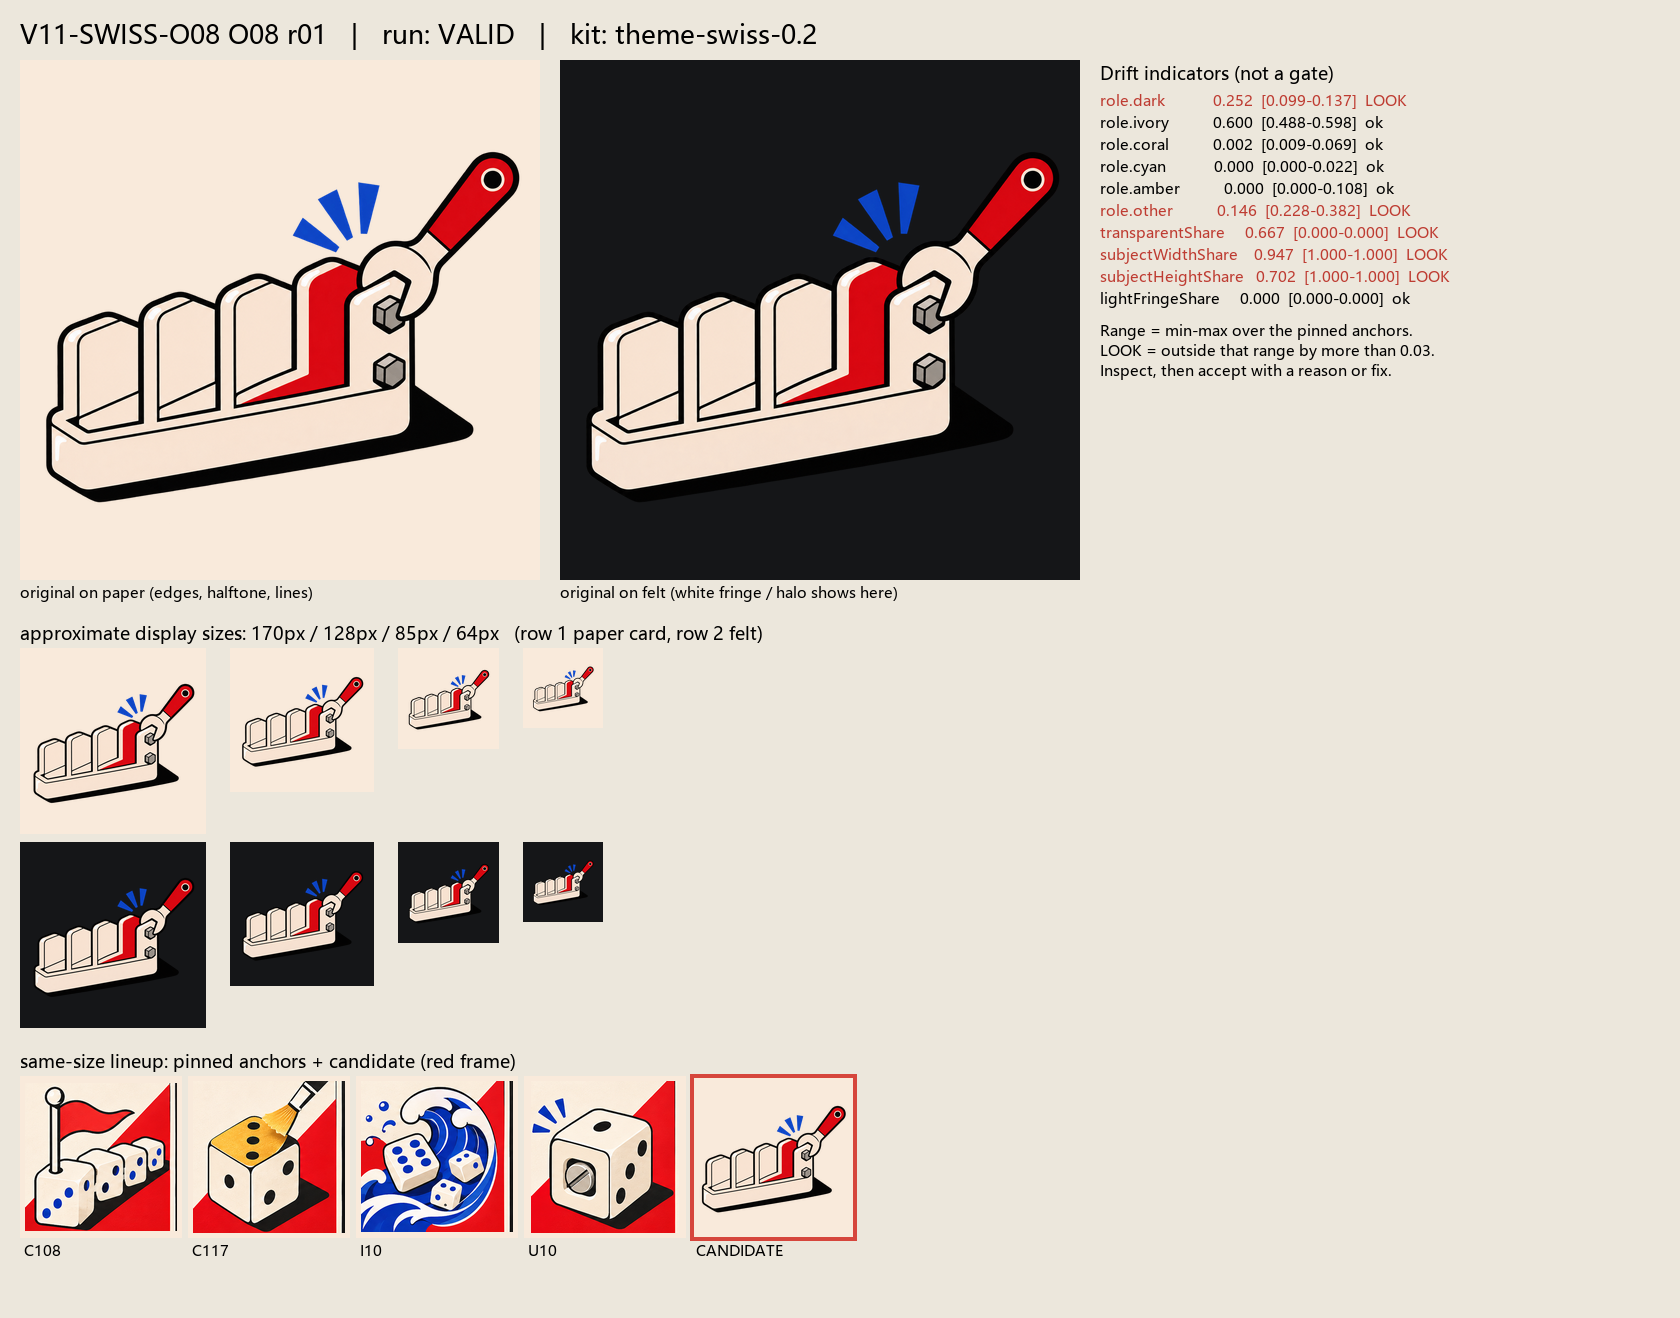 V11-SWISS-O08 O08 r01 | run: VALID | kit: theme-swiss-0.2
Drift indicators (not a gate)
role.dark 0.252 [0.099-0.137] LOOK
role.ivory 0.600 [0.488-0.598] ok
role.coral 0.002 [0.009-0.069] ok
role.cyan 0.000 [0.000-0.022] ok
role.amber 0.000 [0.000-0.108] ok
role.other 0.146 [0.228-0.382] LOOK
transparentShare 0.667 [0.000-0.000] LOOK
subjectWidthShare 0.947 [1.000-1.000] LOOK
subjectHeightShare 0.702 [1.000-1.000] LOOK
lightFringeShare 0.000 [0.000-0.000] ok
Range = min-max over the pinned anchors.
LOOK = outside that range by more than 0.03.
Inspect, then accept with a reason or fix.
original on paper (edges, halftone, lines)
original on felt (white fringe / halo shows here)
approximate display sizes: 170px / 128px / 85px / 64px (row 1 paper card, row 2 felt)
same-size lineup: pinned anchors + candidate (red frame)
C108
C117
I10
U10
CANDIDATE